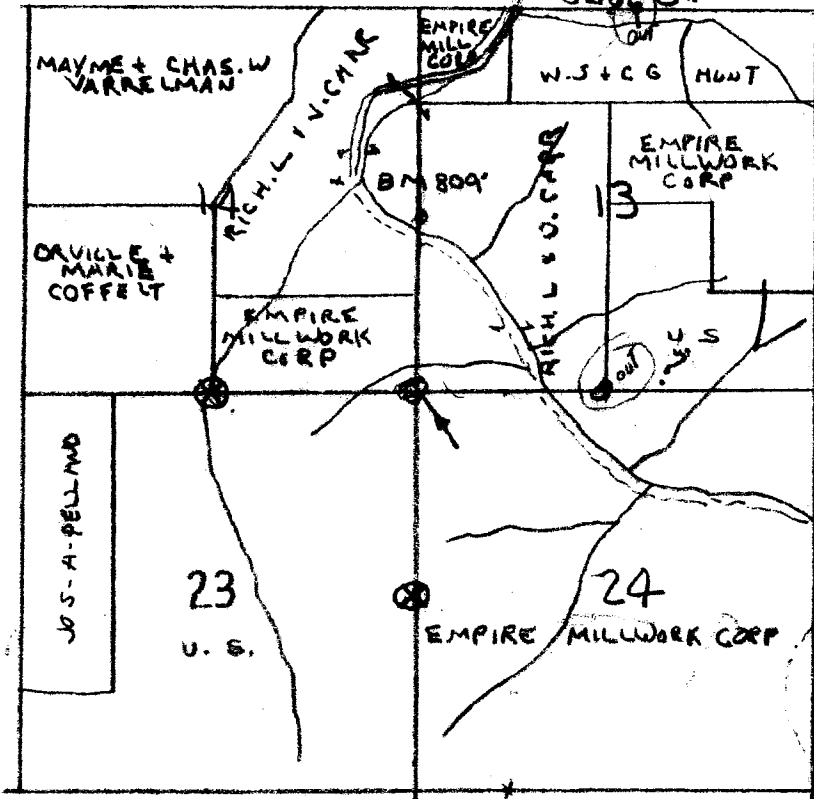 EMPIRE
MILL
CORP
OUT
MAYME + CHAS. W
VARRELMAN
RICH. L + V. CARR
W. S + C G HUNT
EMPIRE
MILLWORK
CORP
BM 809'
14
13
RICH. L & V. CARR
ORVILLE +
MARIE
COFFELT
EMPIRE
MILLWORK
CORP
U S
OUT
JOS-A-PELLAND
23
U. S.
24
EMPIRE MILLWORK CORP